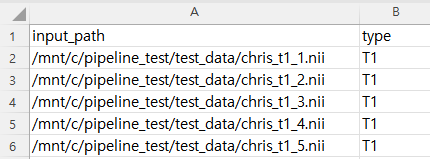 A B
1 input_path type
2 /mnt/c/pipeline_test/test_data/chris_t1_1.nii T1
3 /mnt/c/pipeline_test/test_data/chris_t1_2.nii T1
4 /mnt/c/pipeline_test/test_data/chris_t1_3.nii T1
5 /mnt/c/pipeline_test/test_data/chris_t1_4.nii T1
6 /mnt/c/pipeline_test/test_data/chris_t1_5.nii T1